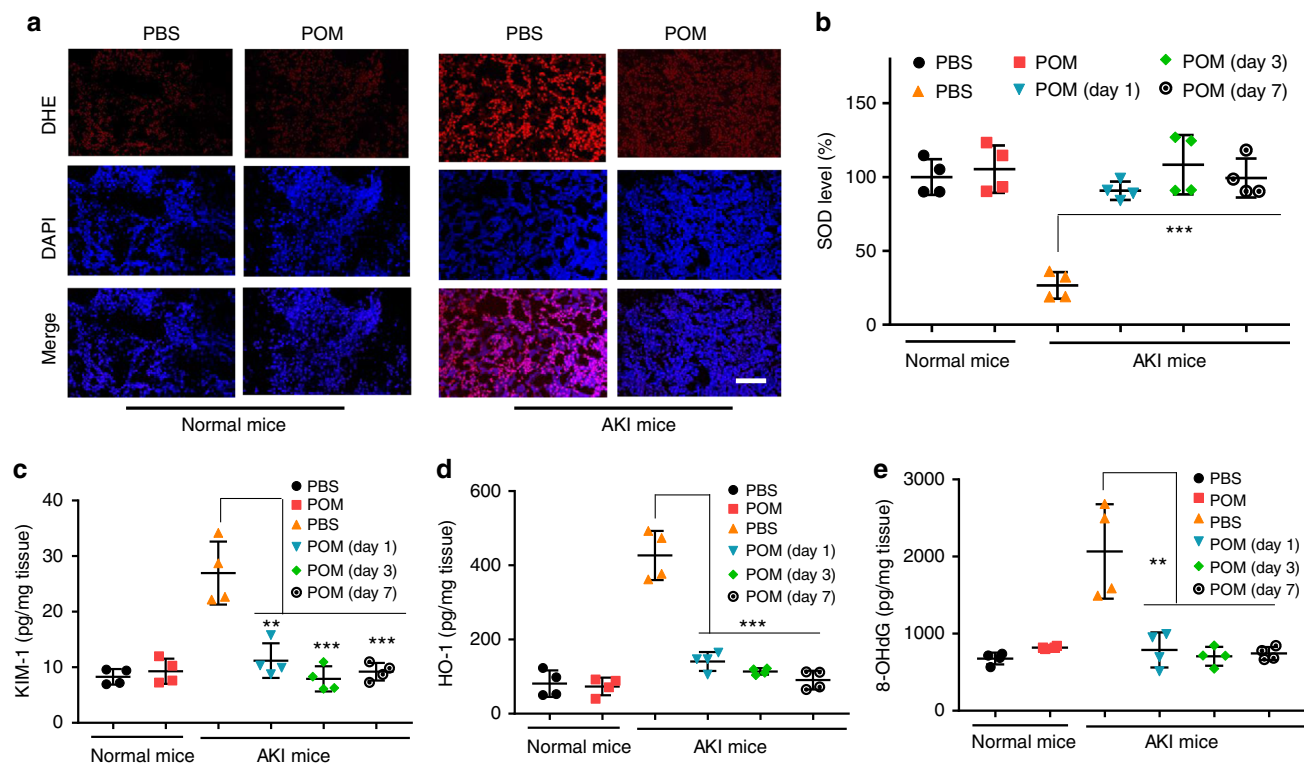 a
PBS POM PBS POM
DHE
DAPI
Merge
Normal mice AKI mice
b
PBS POM POM (day 3)
PBS POM (day 1) POM (day 7)
SOD level (%)
150
100
50
0
***
Normal mice AKI mice
c
KIM-1 (pg/mg tissue)
40
30
20
10
0
PBS
POM
PBS
POM (day 1)
POM (day 3)
POM (day 7)
** *** ***
Normal mice AKI mice
d
HO-1 (pg/mg tissue)
600
400
200
0
PBS
POM
PBS
POM (day 1)
POM (day 3)
POM (day 7)
***
Normal mice AKI mice
e
8-OHdG (pg/mg tissue)
3000
2000
1000
0
PBS
POM
PBS
POM (day 1)
POM (day 3)
POM (day 7)
**
Normal mice AKI mice